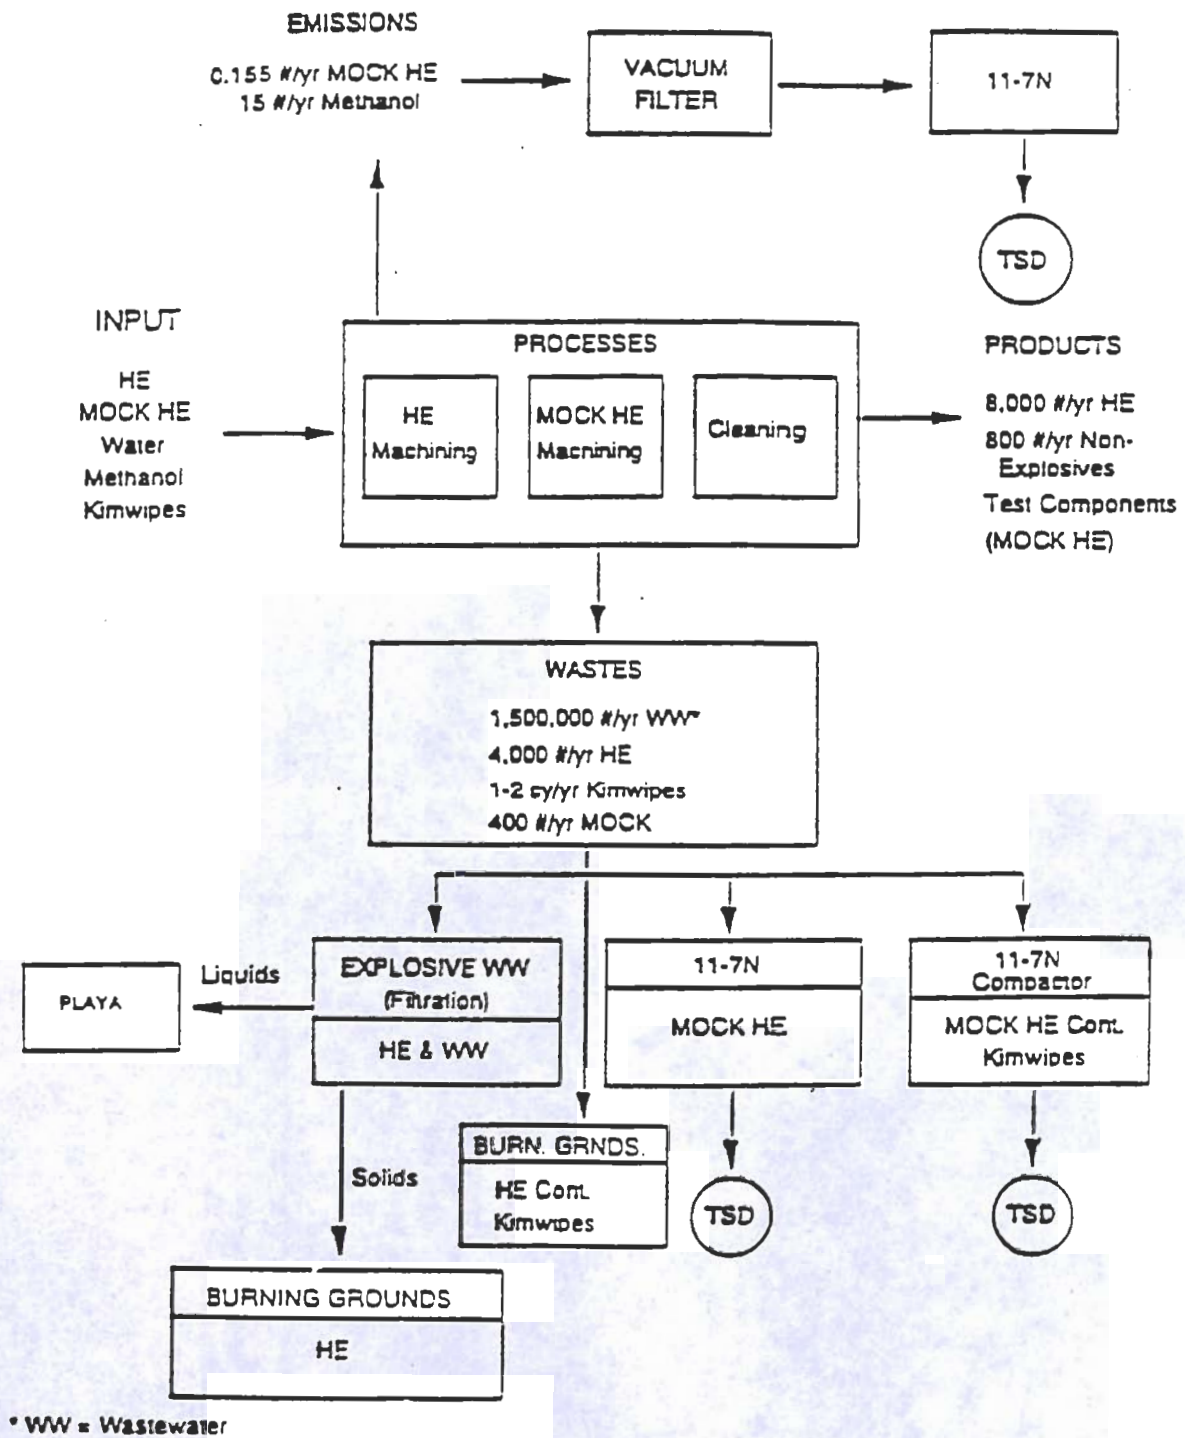 EMISSIONS
0.155 #/yr MOCK HE
15 #/yr Methanol
VACUUM
FILTER
11-7N
TSD
INPUT
HE
MOCK HE
Water
Methanol
Kimwipes
PROCESSES
HE
Machining
MOCK HE
Macnining
Cleaning
PRODUCTS
8,000 #/yr HE
800 #/yr Non-
Explosives
Test Components
(MOCK HE)
WASTES
1,500,000 #/yr WW*
4,000 #/yr HE
1-2 cy/yr Kimwipes
400 #/yr MOCK
PLAYA
Liquids
EXPLOSIVE WW
(Filtration)
HE & WW
11-7N
MOCK HE
11-7N
Compactor
MOCK HE Cont.
Kimwipes
Solids
BURN. GRNDS.
HE Cont.
Kimwipes
TSD
TSD
BURNING GROUNDS
HE
* WW = Wastewater